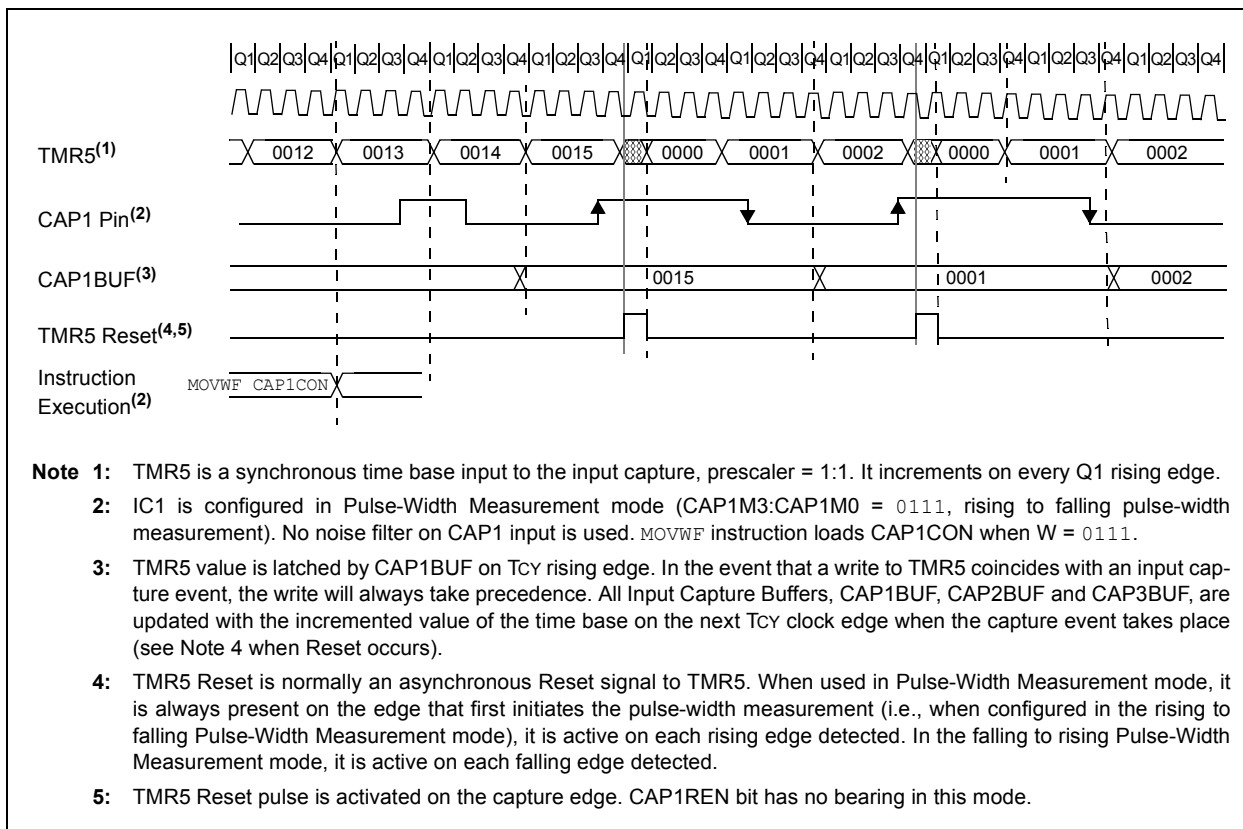 Q1 Q2 Q3 Q4 Q1 Q2 Q3 Q4 Q1 Q2 Q3 Q4 Q1 Q2 Q3 Q4 Q1 Q2 Q3 Q4 Q1 Q2 Q3 Q4 Q1 Q2 Q3 Q4 Q1 Q2 Q3 Q4 Q1 Q2 Q3 Q4 Q1 Q2 Q3 Q4
TMR5(1) 0012 0013 0014 0015 0000 0001 0002 0000 0001 0002
CAP1 Pin(2)
CAP1BUF(3) 0015 0001 0002
TMR5 Reset(4,5)
Instruction
Execution(2) MOVWF CAP1CON
Note 1: TMR5 is a synchronous time base input to the input capture, prescaler = 1:1. It increments on every Q1 rising edge.
2: IC1 is configured in Pulse-Width Measurement mode (CAP1M3:CAP1M0 = 0111, rising to falling pulse-width
measurement). No noise filter on CAP1 input is used. MOVWF instruction loads CAP1CON when W = 0111.
3: TMR5 value is latched by CAP1BUF on TCY rising edge. In the event that a write to TMR5 coincides with an input cap-
ture event, the write will always take precedence. All Input Capture Buffers, CAP1BUF, CAP2BUF and CAP3BUF, are
updated with the incremented value of the time base on the next TCY clock edge when the capture event takes place
(see Note 4 when Reset occurs).
4: TMR5 Reset is normally an asynchronous Reset signal to TMR5. When used in Pulse-Width Measurement mode, it
is always present on the edge that first initiates the pulse-width measurement (i.e., when configured in the rising to
falling Pulse-Width Measurement mode), it is active on each rising edge detected. In the falling to rising Pulse-Width
Measurement mode, it is active on each falling edge detected.
5: TMR5 Reset pulse is activated on the capture edge. CAP1REN bit has no bearing in this mode.